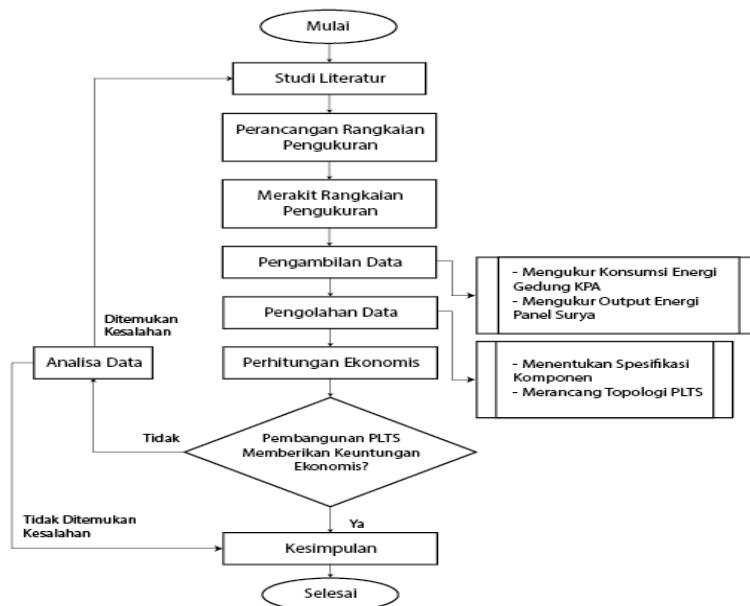 Mulai
Studi Literatur
Perancangan Rangkaian
Pengukuran
Merakit Rangkaian
Pengukuran
Pengambilan Data
- Mengukur Konsumsi Energi
Gedung KPA
- Mengukur Output Energi
Panel Surya
Pengolahan Data
- Menentukan Spesifikasi
Komponen
- Merancang Topologi PLTS
Perhitungan Ekonomis
Ditemukan
Kesalahan
Analisa Data
Tidak
Pembangunan PLTS
Memberikan Keuntungan
Ekonomis?
Tidak Ditemukan
Kesalahan
Ya
Kesimpulan
Selesai